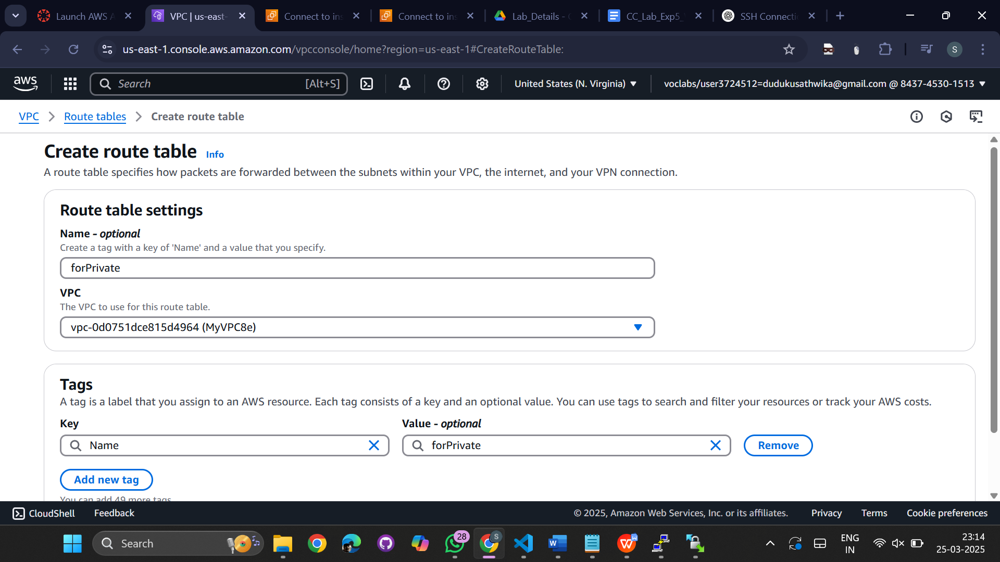 Launch AWS A
VPC | us-east-
Connect to ins
Connect to ins
Lab_Details -
CC_Lab_Exp5_
SSH Connecti
us-east-1.console.aws.amazon.com/vpcconsole/home?region=us-east-1#CreateRouteTable:
S
aws
Search
[Alt+S]
United States (N. Virginia)
voclabs/user3724512=dudukusathwika@gmail.com @ 8437-4530-1513
VPC
Route tables
Create route table
Create route table
Info
A route table specifies how packets are forwarded between the subnets within your VPC, the internet, and your VPN connection.
Route table settings
Name - optional
Create a tag with a key of 'Name' and a value that you specify.
forPrivate
VPC
The VPC to use for this route table.
vpc-0d0751dce815d4964 (MyVPC8e)
Tags
A tag is a label that you assign to an AWS resource. Each tag consists of a key and an optional value. You can use tags to search and filter your resources or track your AWS costs.
Key
Value - optional
Name
forPrivate
Remove
Add new tag
You can add 49 more tags
CloudShell
Feedback
© 2025, Amazon Web Services, Inc. or its affiliates.
Privacy
Terms
Cookie preferences
Search
28
S
W
W
ENG
IN
23:14
25-03-2025